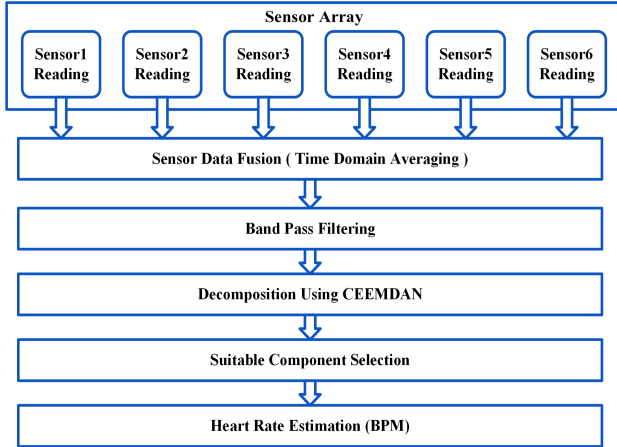 Sensor Array
Sensor1
Reading
Sensor2
Reading
Sensor3
Reading
Sensor4
Reading
Sensor5
Reading
Sensor6
Reading
Sensor Data Fusion ( Time Domain Averaging )
Band Pass Filtering
Decomposition Using CEEMDAN
Suitable Component Selection
Heart Rate Estimation (BPM)